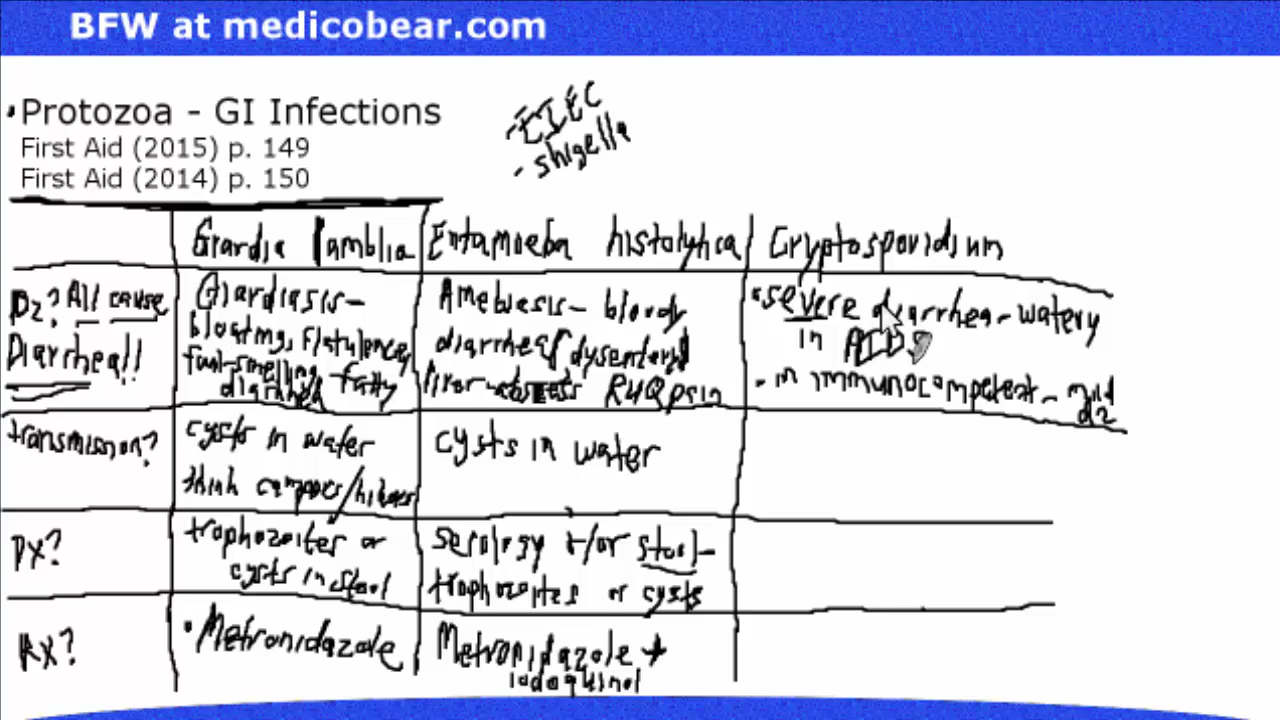 BFW at medicobear.com
Protozoa - GI Infections
First Aid (2015) p. 149
First Aid (2014) p. 150
- EIEC
- shigella
Giardia lamblia
Entamoeba histolytica
Cryptosporidium
Dz? All cause
Diarrhea!!
Giardiasis-
bloating, flatulence,
foul-smelling fatty
diarrhea
Amebiasis- bloody
diarrhea (dysentery)
liver abscess RUQ pain
•severe diarrhea-watery
in AIDS
- in immunocompetent - mild
dz
transmission?
cysts in water
think campers/hikers
cysts in water
DX?
trophozoites or
cysts in stool
serology +/or stool-
trophozoites or cysts
RX?
•Metronidazole
Metronidazole +
iodoquinol